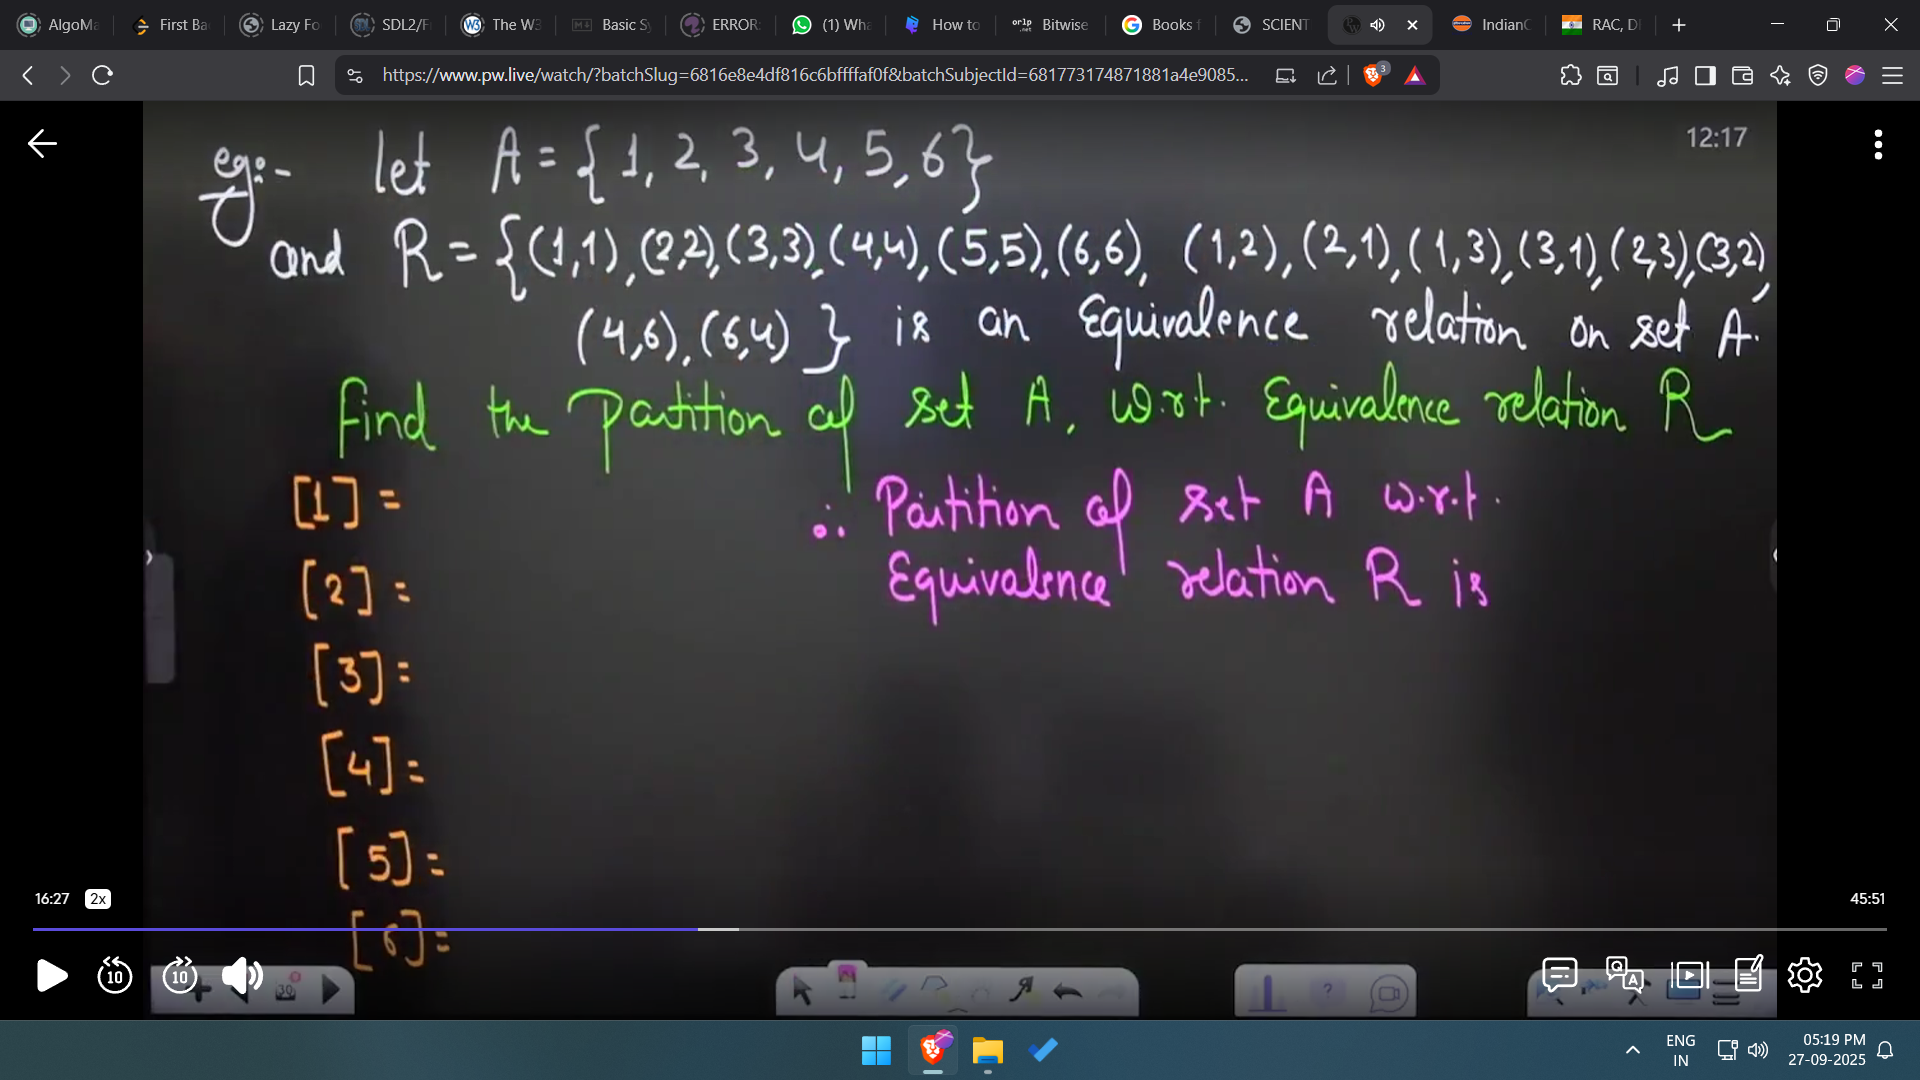 AlgoMa
First Ba
Lazy Fo
SDL2/F
The W3
Basic Sy
ERROR:
(1) Wha
How to
Bitwise
Books f
SCIENT
IndianC
RAC, D
https://www.pw.live/watch/?batchSlug=6816e8e4df816c6bffffaf0f&batchSubjectId=681773174871881a4e9085...
3
12:17
eg:- let A = { 1, 2, 3, 4, 5, 6}
and R = {(1,1), (2,2), (3,3), (4,4), (5,5), (6,6), (1,2), (2,1), (1,3), (3,1), (2,3), (3,2),
(4,6), (6,4) } is an Equivalence relation on set A.
find the Partition of set A, w.r.t. Equivalence relation R
[1] =
[2] =
[3] =
[4] =
[5] =
[6] =
∴ Partition of set A w.r.t.
Equivalence relation R is
16:27 2x
45:51
10 10
30
ENG
IN
05:19 PM
27-09-2025